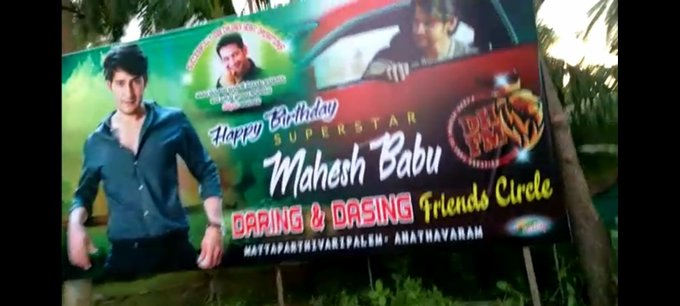 Happy Birthday
SUPERSTAR
Mahesh Babu
DARING & DASING Friends Circle
MATTAPARTHIVARIPALEM- ANATHAVARAM